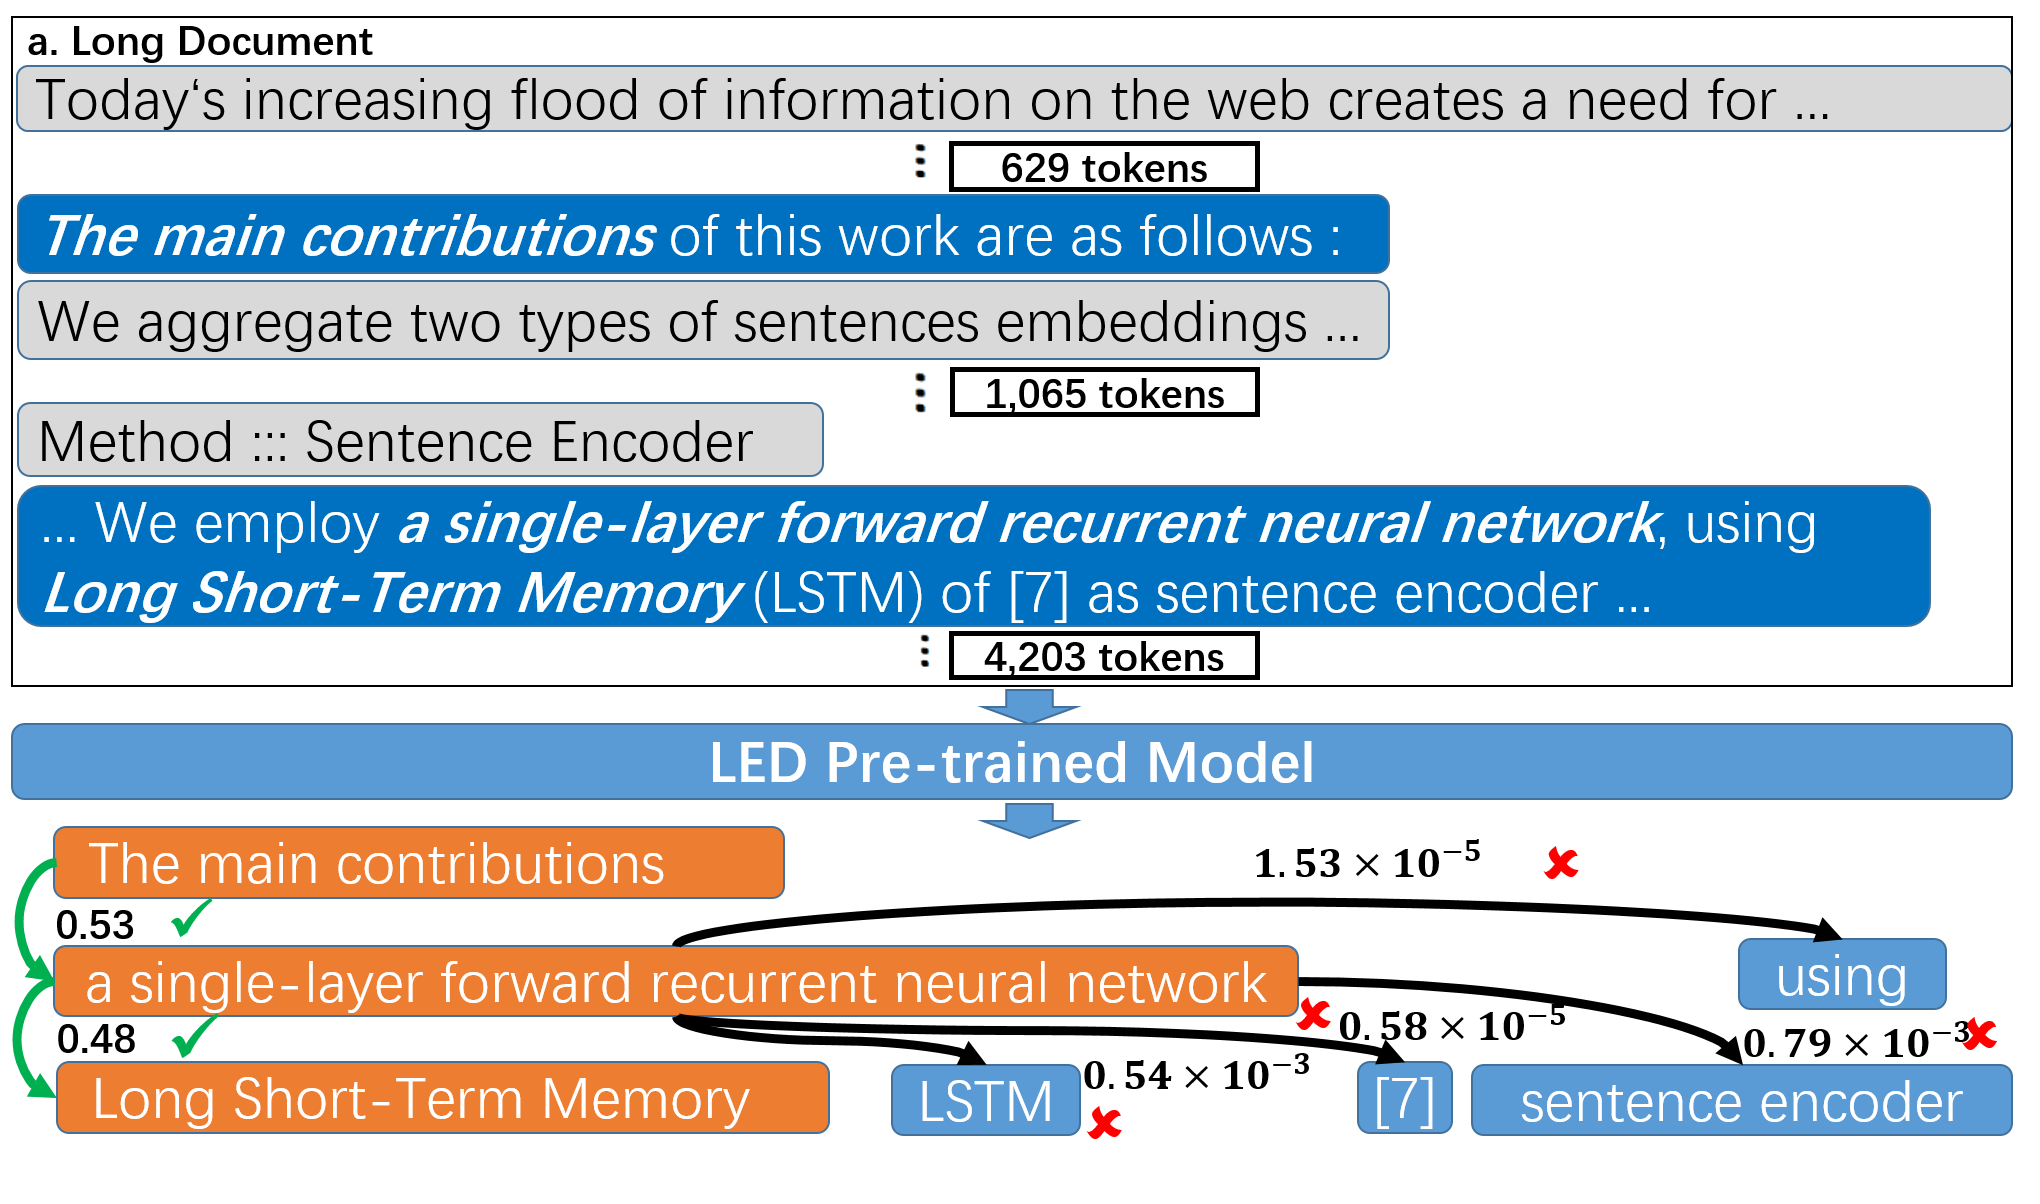 a. Long Document
Today‘s increasing flood of information on the web creates a need for ...
629 tokens
The main contributions of this work are as follows :
We aggregate two types of sentences embeddings ...
1,065 tokens
Method ::: Sentence Encoder
... We employ a single-layer forward recurrent neural network, using
Long Short-Term Memory (LSTM) of [7] as sentence encoder ...
4,203 tokens
LED Pre-trained Model
The main contributions
1.53 × 10⁻⁵
0.53
using
a single-layer forward recurrent neural network
0.58 × 10⁻⁵
0.79 × 10⁻³
0.48
0.54 × 10⁻³
Long Short-Term Memory
LSTM
[7]
sentence encoder